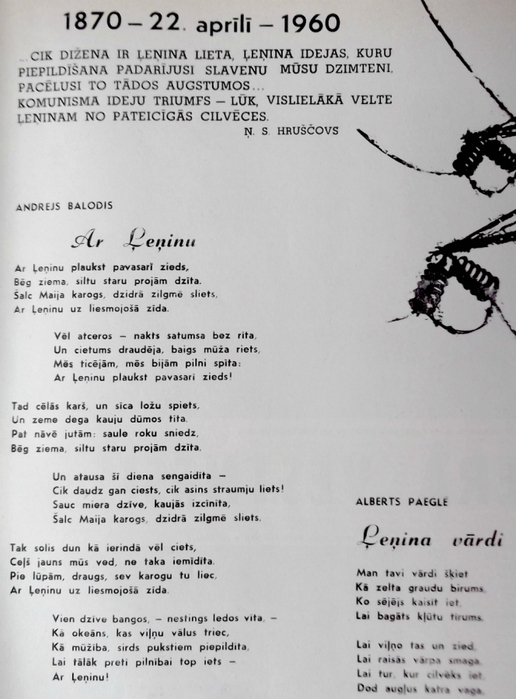 1870 – 22. aprīlī – 1960
...CIK DIŽENA IR ĻEŅINA LIETA, ĻEŅINA IDEJAS, KURU
PIEPILDĪŠANA PADARĪJUSI SLAVENU MŪSU DZIMTENI,
PACĒLUSI TO TĀDOS AUGSTUMOS...
KOMUNISMA IDEJU TRIUMFS – LŪK, VISLIELĀKĀ VELTE
ĻEŅINAM NO PATEICĪGĀS CILVĒCES.
Ņ. S. HRUŠČOVS
ANDREJS BALODIS
Ar Ļeņinu
Ar Ļeņinu plaukst pavasarī zieds,
Bēg ziema, siltu staru projām dzīta.
Šalc Maija karogs, dzidrā zilgmē sliets,
Ar Ļeņinu uz liesmojošā zīda.
Vēl atceros – nakts satumsa bez rīta,
Un cietums draudēja, baigs mūža riets,
Mēs ticējām, mēs bijām pilni spīta:
Ar Ļeņinu plaukst pavasarī zieds!
Tad cēlās karš, un sīca ložu spiets,
Un zeme dega kauju dūmos tīta.
Pat nāvē jutām: saule roku sniedz,
Bēg ziema, siltu staru projām dzīta.
Un atausa šī diena sengaidīta –
Cik daudz gan ciests, cik asins straumju liets!
Sauc miera dzīve, kaujās izcīnīta,
Šalc Maija karogs, dzidrā zilgmē sliets.
Tak solis dun kā ierindā vēl ciets,
Ceļš jauns mūs ved, ne taka iemīdīta.
Pie lūpām, draugs, sev karogu tu liec,
Ar Ļeņinu uz liesmojošā zīda.
Vien dzīve bangos, – nestings ledos vīta, –
Kā okeāns, kas viļņu vālus triec,
Kā mūžība, sirds pukstiem piepildīta,
Lai tālāk pretī pilnībai top iets –
Ar Ļeņinu!
ALBERTS PAEGLE
Ļeņina vārdi
Man tavi vārdi šķiet
Kā zelta graudu birums,
Ko sējējs kaisīt iet,
Lai bagāts kļūtu tīrums.
Lai viļņo tas un zied,
Lai raisās vārpa smaga,
Lai tur, kur cilvēks iet,
Dod augļus katra vaga.